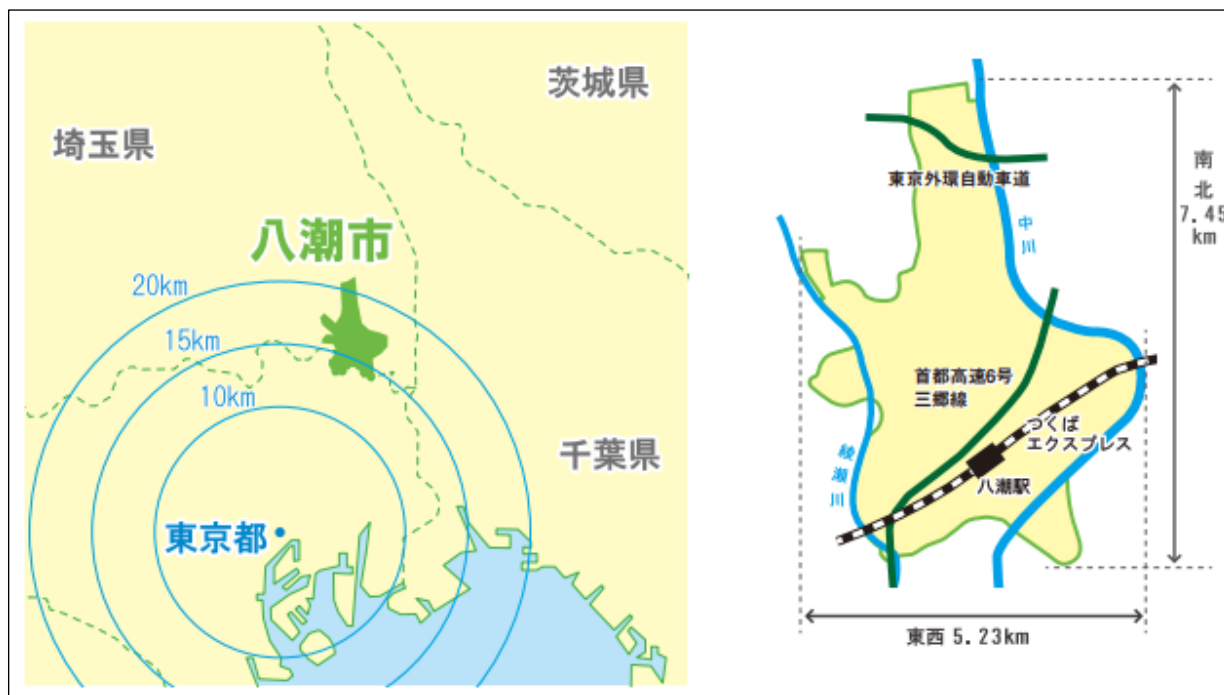 茨城県
埼玉県
八潮市
20km
15km
10km
千葉県
東京都
東京外環自動車道
中川
南北
7.45
km
首都高速6号
三郷線
つくば
エクスプレス
綾瀬川
八潮駅
東西 5.23km